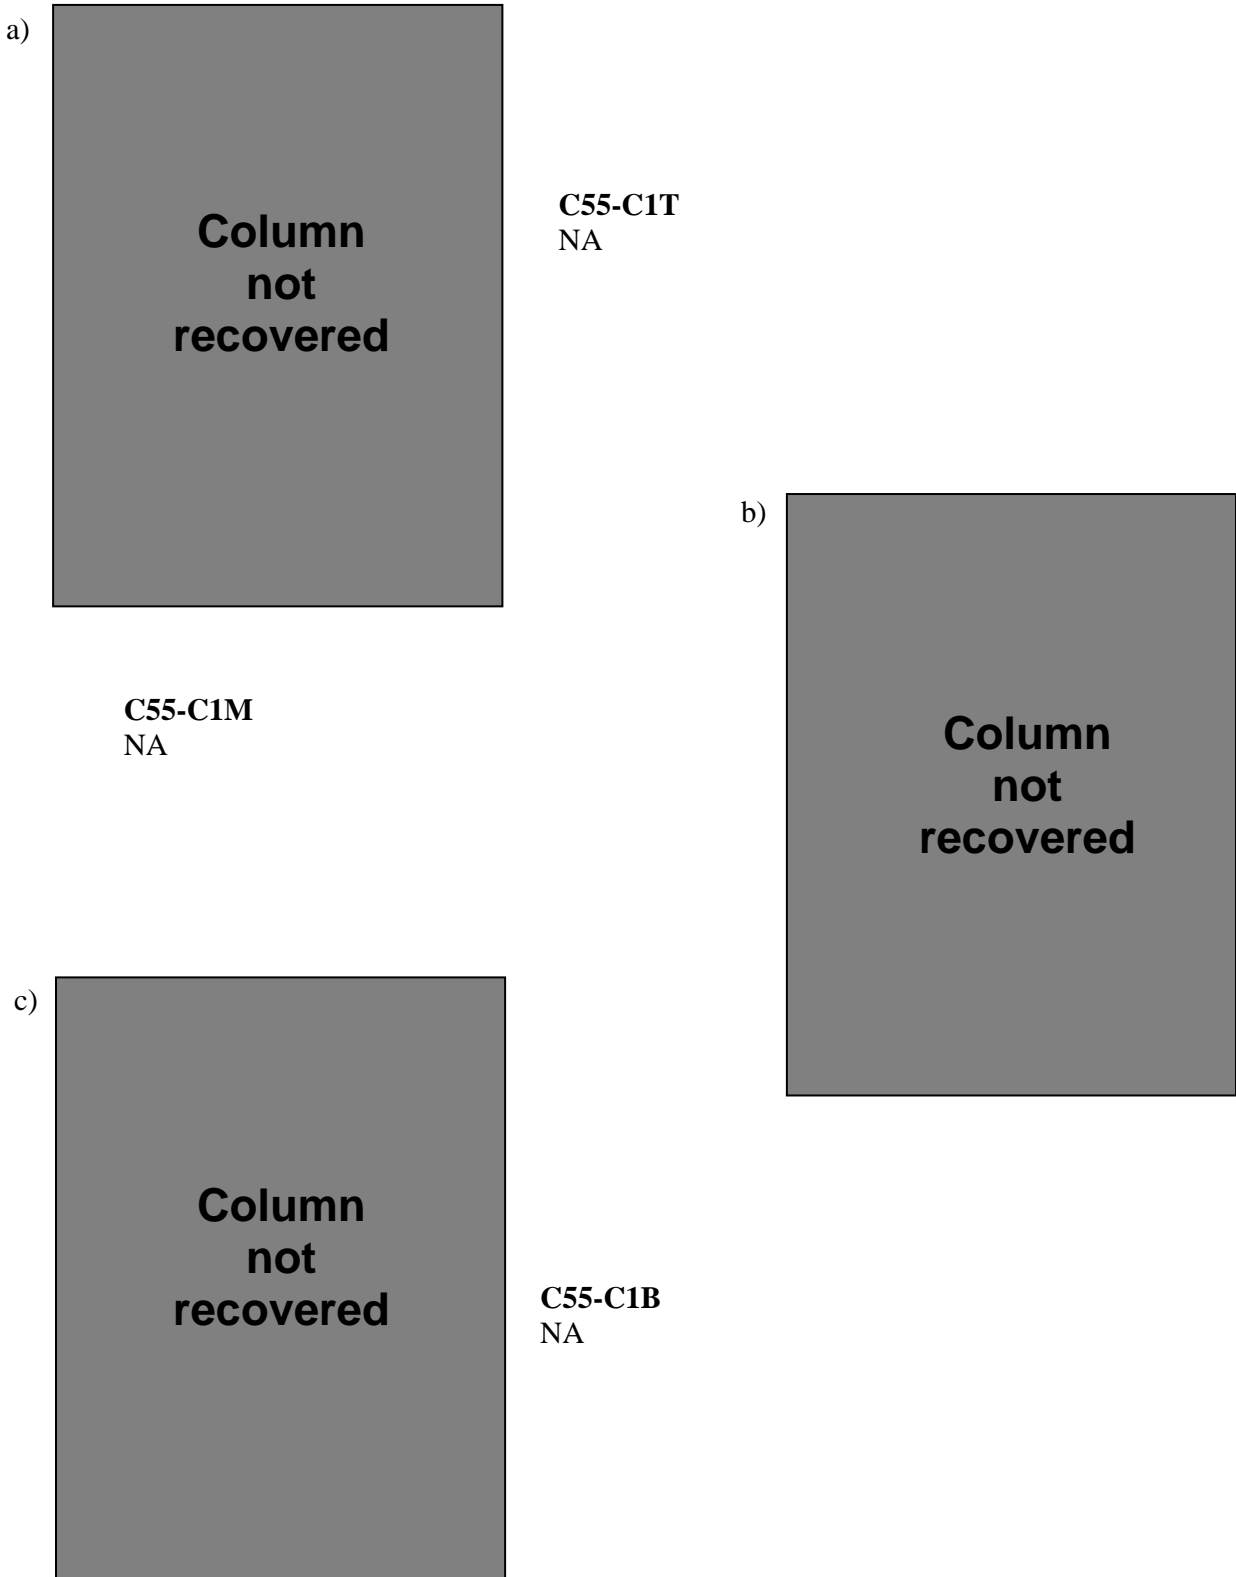 a)
Column
not
recovered
C55-C1T
NA
b)
Column
not
recovered
C55-C1M
NA
c)
Column
not
recovered
C55-C1B
NA